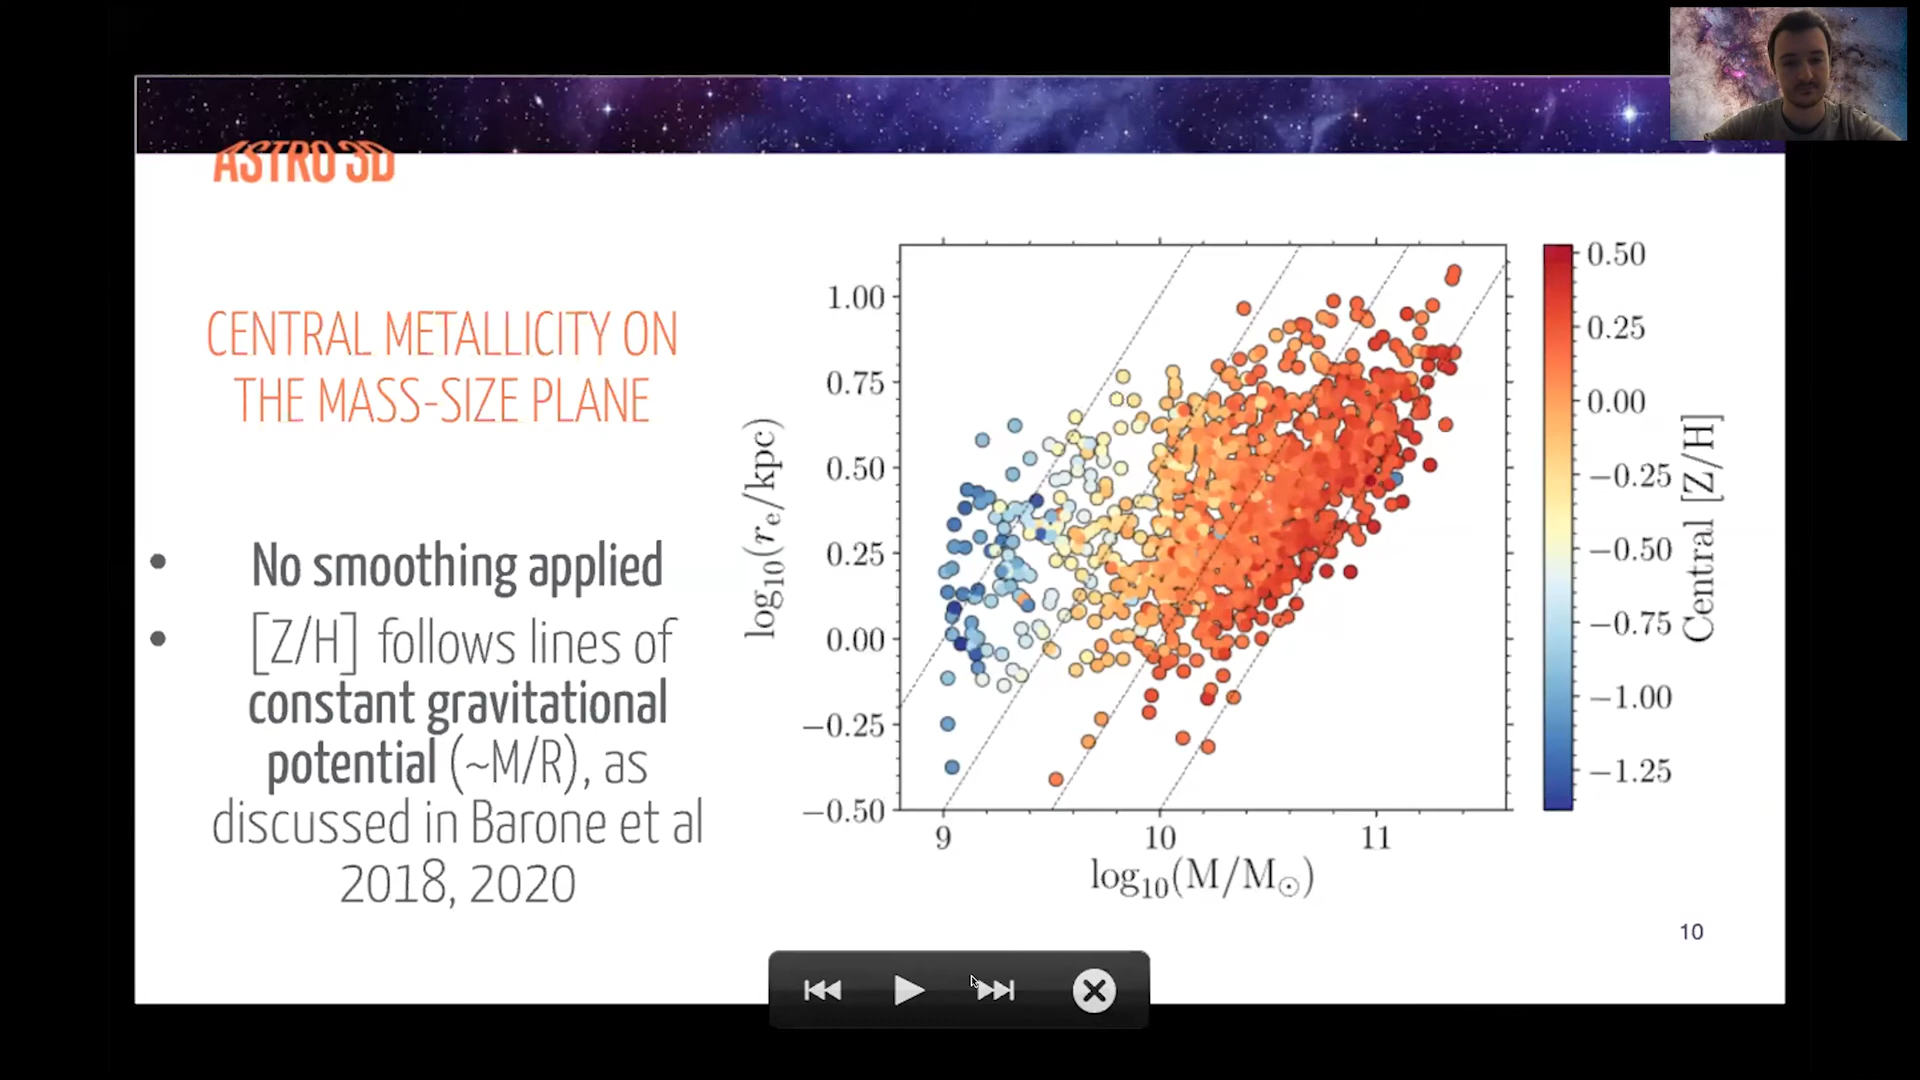 ASTRO 3D
CENTRAL METALLICITY ON
THE MASS-SIZE PLANE
• No smoothing applied
• [Z/H] follows lines of
constant gravitational
potential (~M/R), as
discussed in Barone et al
2018, 2020
log₁₀(rₑ/kpc)
1.00
0.75
0.50
0.25
0.00
−0.25
−0.50
9
10
11
log₁₀(M/M☉)
0.50
0.25
0.00
−0.25
−0.50
−0.75
−1.00
−1.25
Central [Z/H]
10